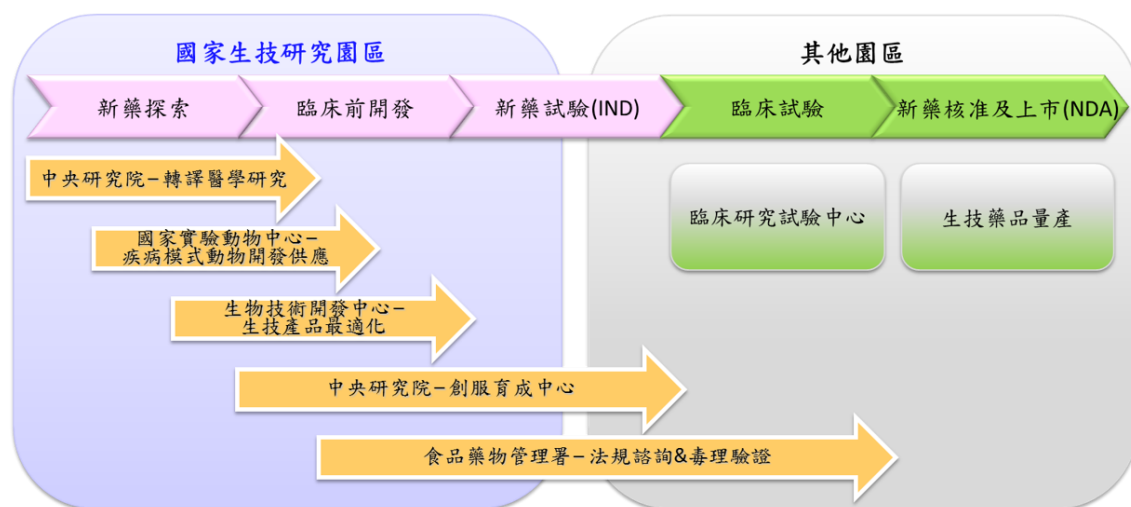 國家生技研究園區
其他園區
新藥探索
臨床前開發
新藥試驗(IND)
臨床試驗
新藥核准及上市(NDA)
中央研究院–轉譯醫學研究
國家實驗動物中心–
疾病模式動物開發供應
生物技術開發中心–
生技產品最適化
中央研究院–創服育成中心
食品藥物管理署–法規諮詢&毒理驗證
臨床研究試驗中心
生技藥品量產